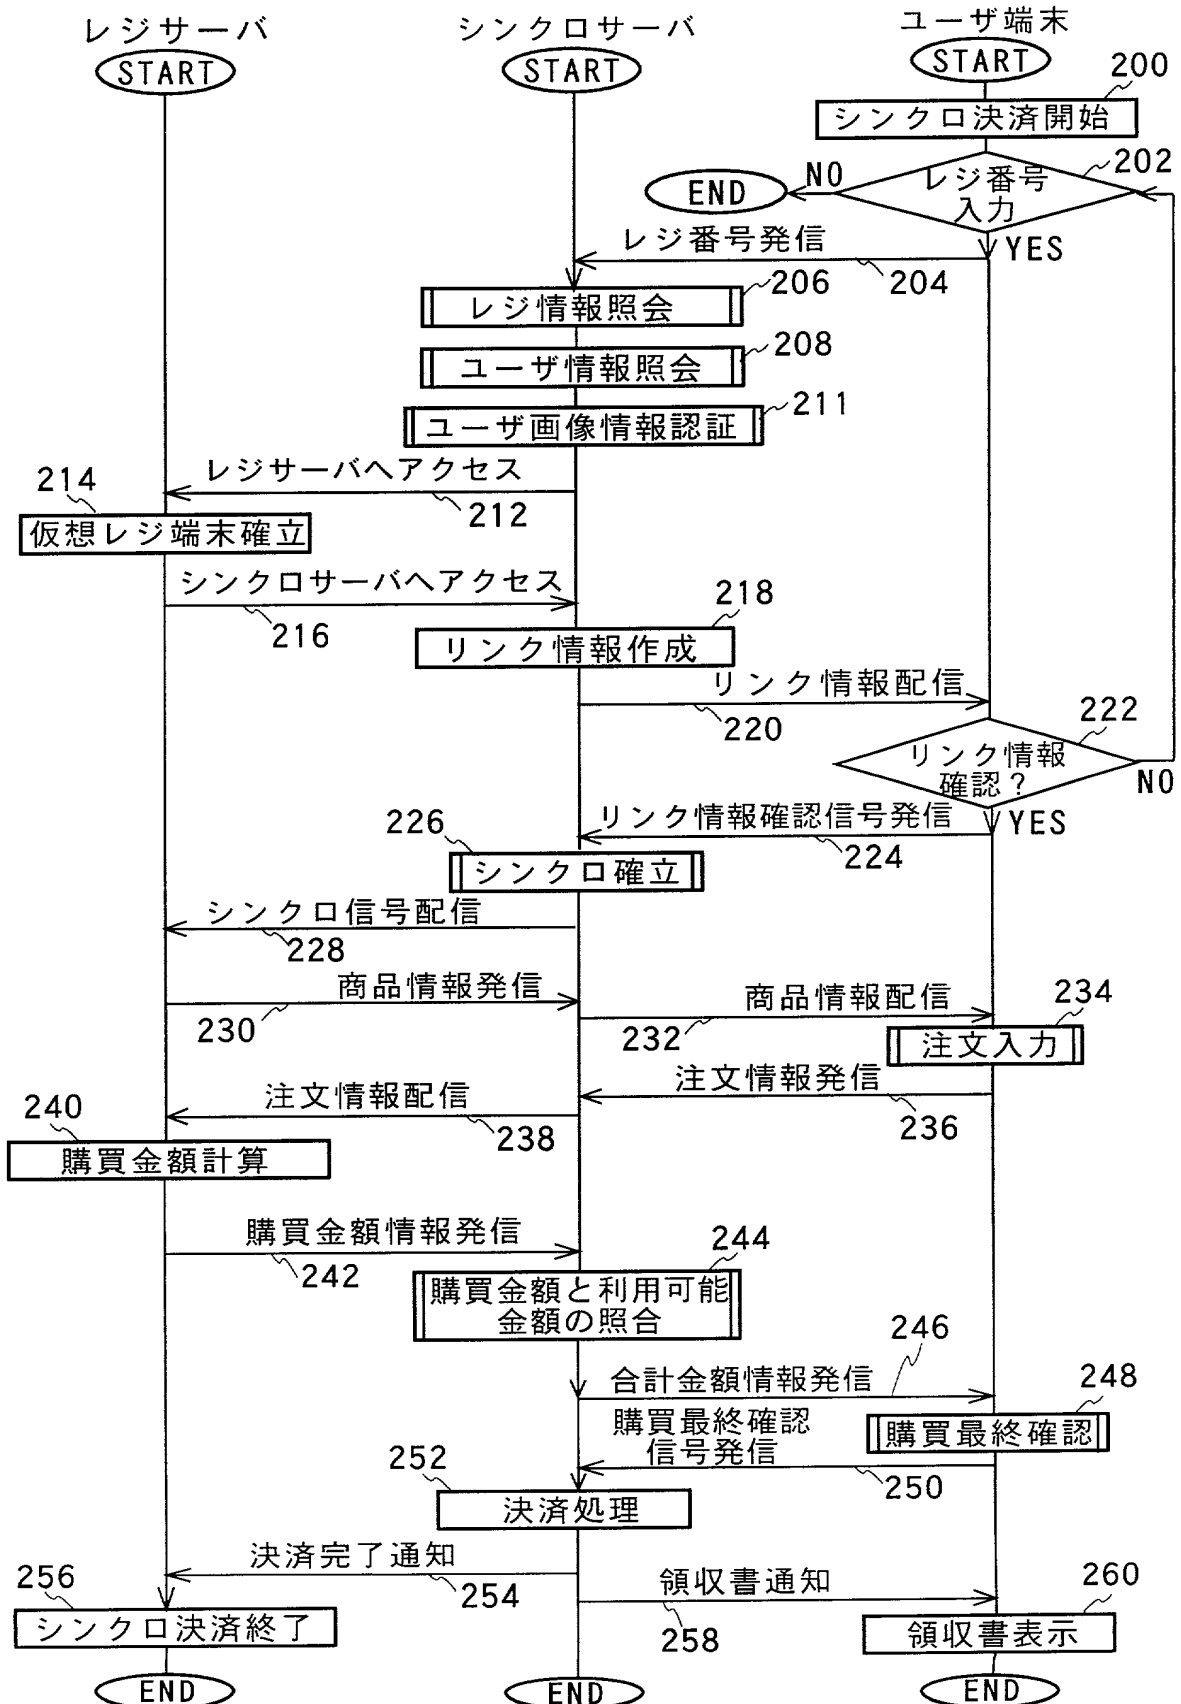 レジサーバ
シンクロサーバ
ユーザ端末
START
START
START
200
シンクロ決済開始
202
レジ番号
入力
NO
END
YES
レジ番号発信
204
206
レジ情報照会
208
ユーザ情報照会
211
ユーザ画像情報認証
レジサーバへアクセス
212
214
仮想レジ端末確立
シンクロサーバへアクセス
216
218
リンク情報作成
リンク情報配信
220
222
リンク情報
確認?
NO
YES
リンク情報確認信号発信
224
226
シンクロ確立
シンクロ信号配信
228
商品情報発信
230
商品情報配信
232
234
注文入力
注文情報発信
236
注文情報配信
238
240
購買金額計算
購買金額情報発信
242
244
購買金額と利用可能
金額の照合
246
合計金額情報発信
248
購買最終確認
購買最終確認
信号発信
250
252
決済処理
決済完了通知
254
256
シンクロ決済終了
領収書通知
258
260
領収書表示
END
END
END